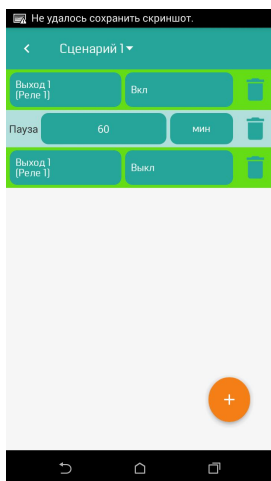 Не удалось сохранить скриншот.
Сценарий 1
Выход 1
(Реле 1)
Вкл
Пауза 60 мин
Выход 1
(Реле 1)
Выкл
+